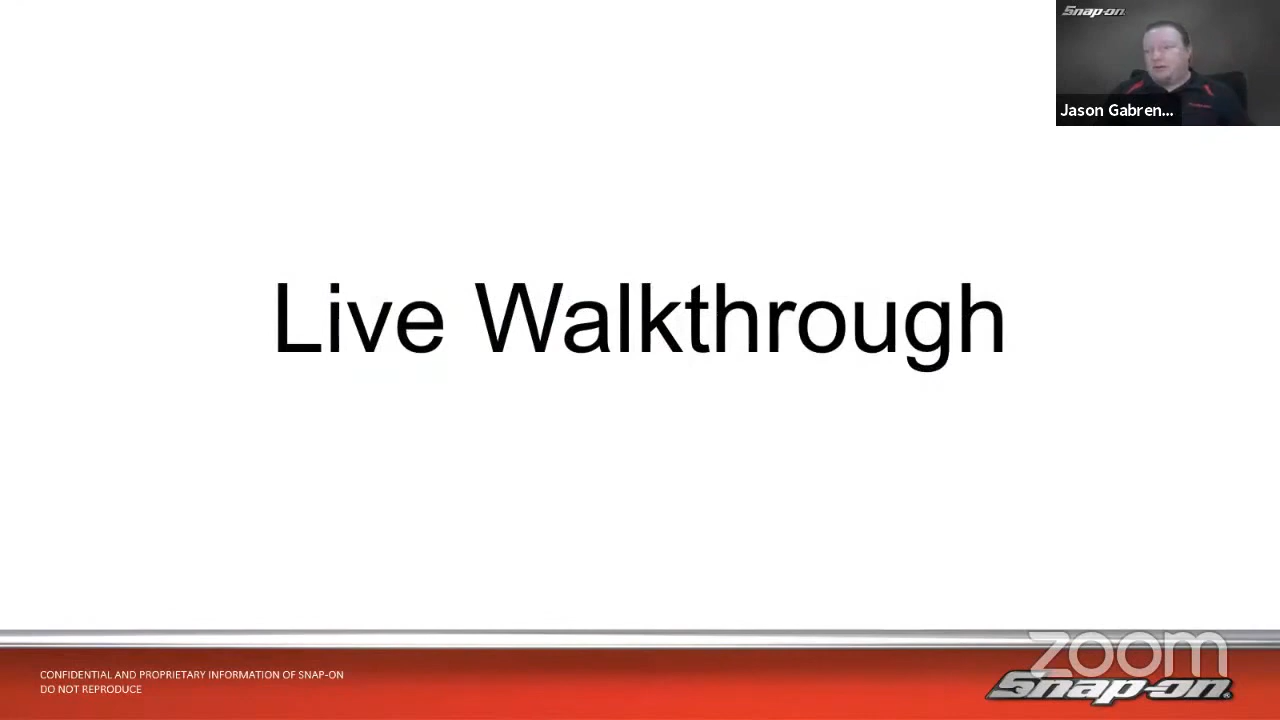 Snap-on
Jason Gabren...
Live Walkthrough
CONFIDENTIAL AND PROPRIETARY INFORMATION OF SNAP-ON
DO NOT REPRODUCE
zoom
Snap-on®